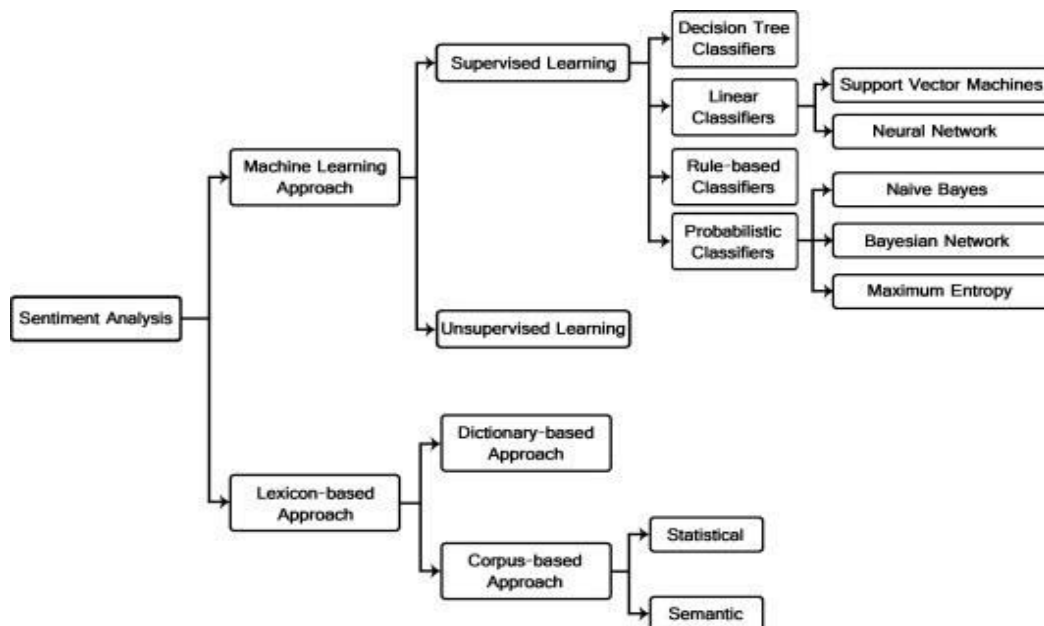 Sentiment Analysis
Machine Learning
Approach
Supervised Learning
Decision Tree
Classifiers
Linear
Classifiers
Support Vector Machines
Neural Network
Rule-based
Classifiers
Probabilistic
Classifiers
Naive Bayes
Bayesian Network
Maximum Entropy
Unsupervised Learning
Lexicon-based
Approach
Dictionary-based
Approach
Corpus-based
Approach
Statistical
Semantic